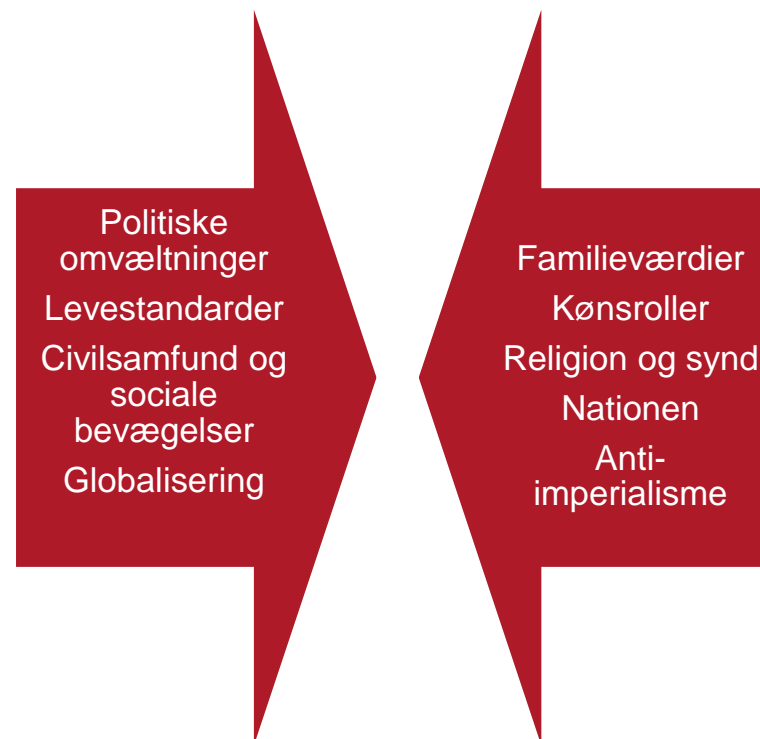 Politiske
omvæltninger
Levestandarder
Civilsamfund og
sociale
bevægelser
Globalisering
Familieværdier
Kønsroller
Religion og synd
Nationen
Anti-
imperialisme